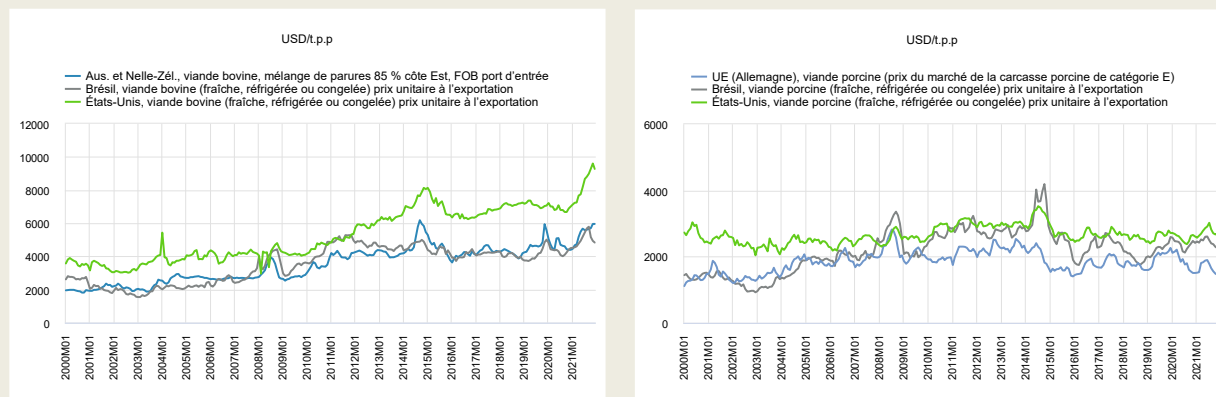 USD/t.p.p
Aus. et Nelle-Zél., viande bovine, mélange de parures 85 % côte Est, FOB port d’entrée
Brésil, viande bovine (fraîche, réfrigérée ou congelée) prix unitaire à l’exportation
États-Unis, viande bovine (fraîche, réfrigérée ou congelée) prix unitaire à l’exportation
12000
10000
8000
6000
4000
2000
0
2000M01
2001M01
2002M01
2003M01
2004M01
2005M01
2006M01
2007M01
2008M01
2009M01
2010M01
2011M01
2012M01
2013M01
2014M01
2015M01
2016M01
2017M01
2018M01
2019M01
2020M01
2021M01
USD/t.p.p
UE (Allemagne), viande porcine (prix du marché de la carcasse porcine de catégorie E)
Brésil, viande porcine (fraîche, réfrigérée ou congelée) prix unitaire à l’exportation
États-Unis, viande porcine (fraîche, réfrigérée ou congelée) prix unitaire à l’exportation
6000
4000
2000
0
2000M01
2001M01
2002M01
2003M01
2004M01
2005M01
2006M01
2007M01
2008M01
2009M01
2010M01
2011M01
2012M01
2013M01
2014M01
2015M01
2016M01
2017M01
2018M01
2019M01
2020M01
2021M01